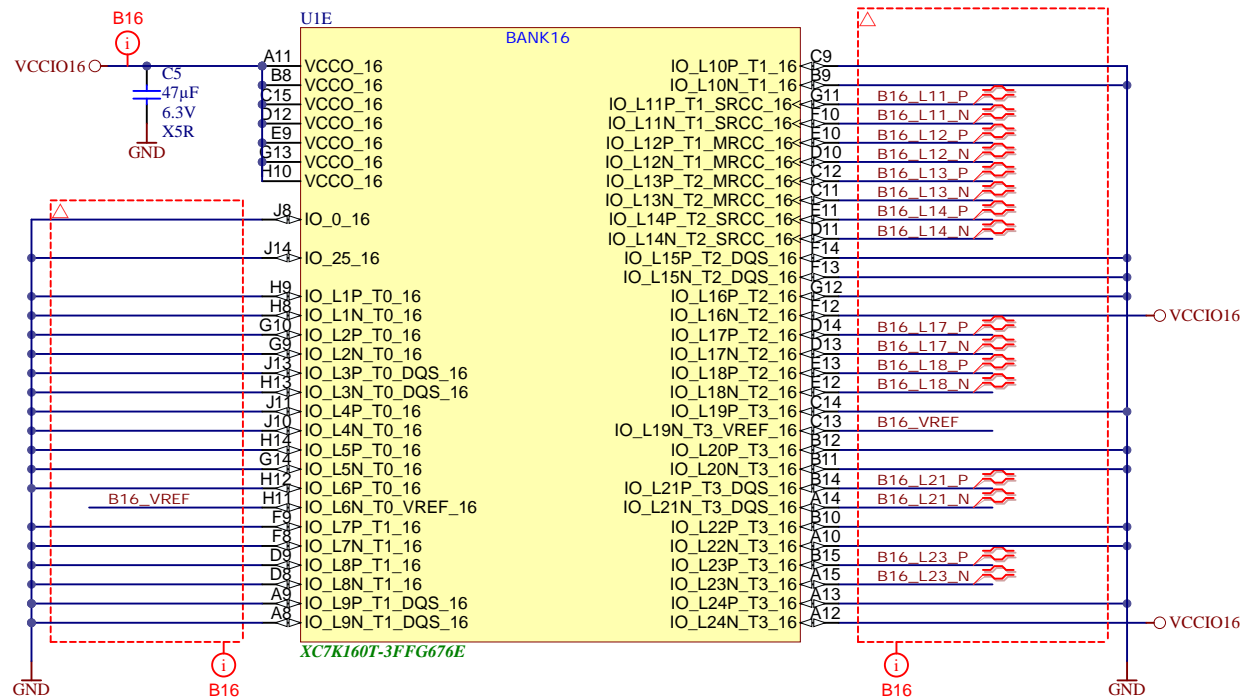 B16
i
VCCIO16
C5
47µF
6.3V
X5R
GND
U1E
BANK16
A11 VCCO_16
B8 VCCO_16
C15 VCCO_16
D12 VCCO_16
E9 VCCO_16
G13 VCCO_16
H10 VCCO_16
J8 IO_0_16
J14 IO_25_16
H9 IO_L1P_T0_16
H8 IO_L1N_T0_16
G10 IO_L2P_T0_16
G9 IO_L2N_T0_16
J13 IO_L3P_T0_DQS_16
H13 IO_L3N_T0_DQS_16
J11 IO_L4P_T0_16
J10 IO_L4N_T0_16
H14 IO_L5P_T0_16
G14 IO_L5N_T0_16
H12 IO_L6P_T0_16
B16_VREF H11 IO_L6N_T0_VREF_16
F9 IO_L7P_T1_16
F8 IO_L7N_T1_16
D9 IO_L8P_T1_16
D8 IO_L8N_T1_16
A9 IO_L9P_T1_DQS_16
A8 IO_L9N_T1_DQS_16
IO_L10P_T1_16 C9
IO_L10N_T1_16 B9
IO_L11P_T1_SRCC_16 G11 B16_L11_P
IO_L11N_T1_SRCC_16 F10 B16_L11_N
IO_L12P_T1_MRCC_16 E10 B16_L12_P
IO_L12N_T1_MRCC_16 D10 B16_L12_N
IO_L13P_T2_MRCC_16 C12 B16_L13_P
IO_L13N_T2_MRCC_16 C11 B16_L13_N
IO_L14P_T2_SRCC_16 E11 B16_L14_P
IO_L14N_T2_SRCC_16 D11 B16_L14_N
IO_L15P_T2_DQS_16 F14
IO_L15N_T2_DQS_16 F13
IO_L16P_T2_16 G12
IO_L16N_T2_16 F12 VCCIO16
IO_L17P_T2_16 D14 B16_L17_P
IO_L17N_T2_16 D13 B16_L17_N
IO_L18P_T2_16 E13 B16_L18_P
IO_L18N_T2_16 E12 B16_L18_N
IO_L19P_T3_16 C14
IO_L19N_T3_VREF_16 C13 B16_VREF
IO_L20P_T3_16 B12
IO_L20N_T3_16 B11
IO_L21P_T3_DQS_16 B14 B16_L21_P
IO_L21N_T3_DQS_16 A14 B16_L21_N
IO_L22P_T3_16 B10
IO_L22N_T3_16 A10
IO_L23P_T3_16 B15 B16_L23_P
IO_L23N_T3_16 A15 B16_L23_N
IO_L24P_T3_16 A13
IO_L24N_T3_16 A12 VCCIO16
XC7K160T-3FFG676E
i
B16
GND
i
B16
GND